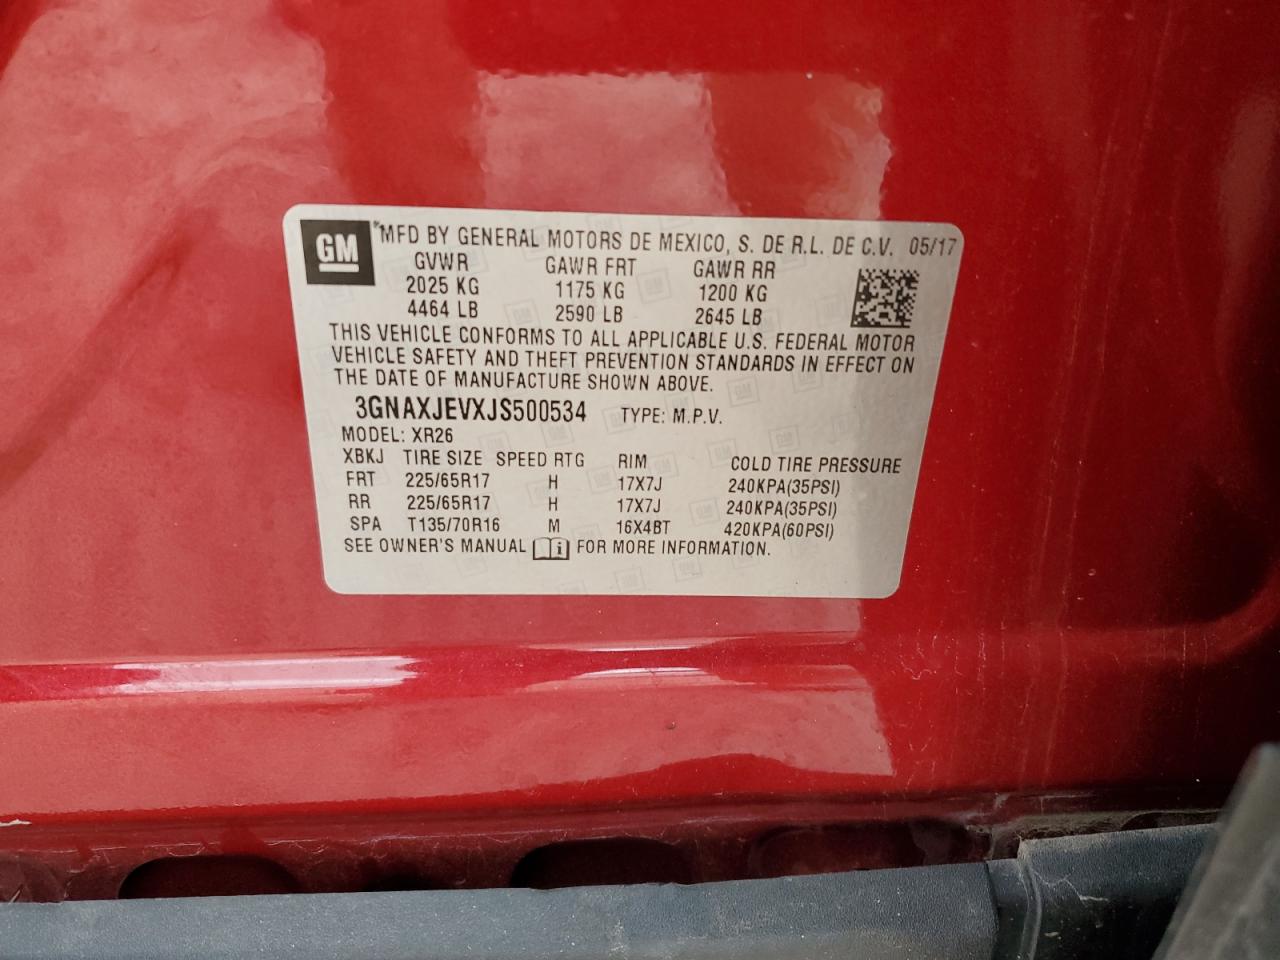 GM
MFD BY GENERAL MOTORS DE MEXICO, S. DE R.L. DE C.V. 05/17
GVWR GAWR FRT GAWR RR
2025 KG 1175 KG 1200 KG
4464 LB 2590 LB 2645 LB
THIS VEHICLE CONFORMS TO ALL APPLICABLE U.S. FEDERAL MOTOR
VEHICLE SAFETY AND THEFT PREVENTION STANDARDS IN EFFECT ON
THE DATE OF MANUFACTURE SHOWN ABOVE.
3GNAXJEVXJS500534 TYPE: M.P.V.
MODEL: XR26
XBKJ TIRE SIZE SPEED RTG RIM COLD TIRE PRESSURE
FRT 225/65R17 H 17X7J 240KPA(35PSI)
RR 225/65R17 H 17X7J 240KPA(35PSI)
SPA T135/70R16 M 16X4BT 420KPA(60PSI)
SEE OWNER'S MANUAL i FOR MORE INFORMATION.